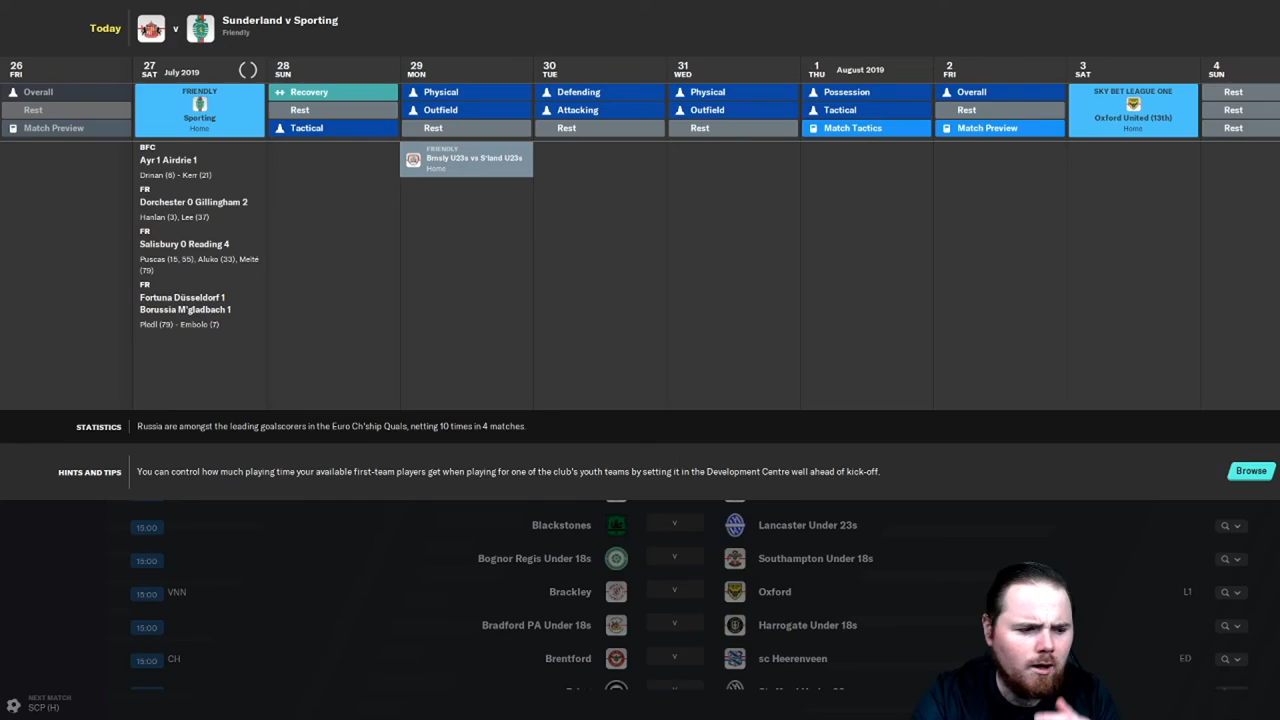 Today
v
Sunderland v Sporting
Friendly
26 FRI
27 SAT July 2019
28 SUN
29 MON
30 TUE
31 WED
1 THU August 2019
2 FRI
3 SAT
4 SUN
Overall
Rest
Match Preview
FRIENDLY
Sporting
Home
Recovery
Rest
Tactical
Physical
Outfield
Rest
Defending
Attacking
Rest
Physical
Outfield
Rest
Possession
Tactical
Match Tactics
Overall
Rest
Match Preview
SKY BET LEAGUE ONE
Oxford United (13th)
Home
Rest
Rest
Rest
BFC
Ayr 1 Airdrie 1
Drinan (6) - Kerr (21)
FR
Dorchester 0 Gillingham 2
Hanlan (3), Lee (37)
FR
Salisbury 0 Reading 4
Puscas (15, 55), Aluko (33), Meïté
(79)
FR
Fortuna Düsseldorf 1
Borussia M'gladbach 1
Pledl (79) - Embolo (7)
FRIENDLY
Brnsly U23s vs S'land U23s
Home
STATISTICS
Russia are amongst the leading goalscorers in the Euro Ch'ship Quals, netting 10 times in 4 matches.
HINTS AND TIPS
You can control how much playing time your available first-team players get when playing for one of the club's youth teams by setting it in the Development Centre well ahead of kick-off.
Browse
15:00 Blackstones v Lancaster Under 23s
15:00 Bognor Regis Under 18s v Southampton Under 18s
15:00 VNN Brackley v Oxford L1
15:00 Bradford PA Under 18s v Harrogate Under 18s
15:00 CH Brentford v sc Heerenveen ED
NEXT MATCH
SCP (H)